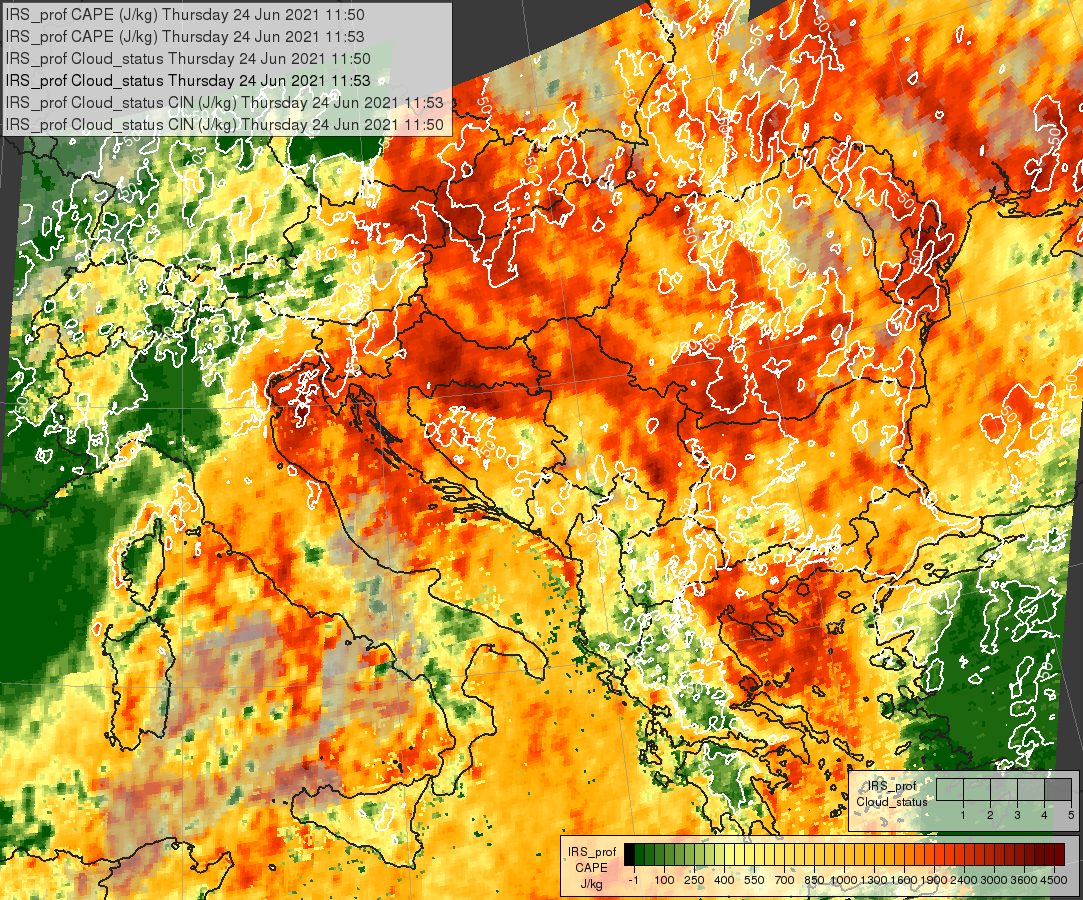 IRS_prof CAPE (J/kg) Thursday 24 Jun 2021 11:50
IRS_prof CAPE (J/kg) Thursday 24 Jun 2021 11:53
IRS_prof Cloud_status Thursday 24 Jun 2021 11:50
IRS_prof Cloud_status Thursday 24 Jun 2021 11:53
IRS_prof Cloud_status CIN (J/kg) Thursday 24 Jun 2021 11:53
IRS_prof Cloud_status CIN (J/kg) Thursday 24 Jun 2021 11:50
IRS_prof
Cloud_status
1 2 3 4 5
IRS_prof
CAPE
J/kg
-1 100 250 400 550 700 850 1000 1300 1600 1900 2400 3000 3600 4500